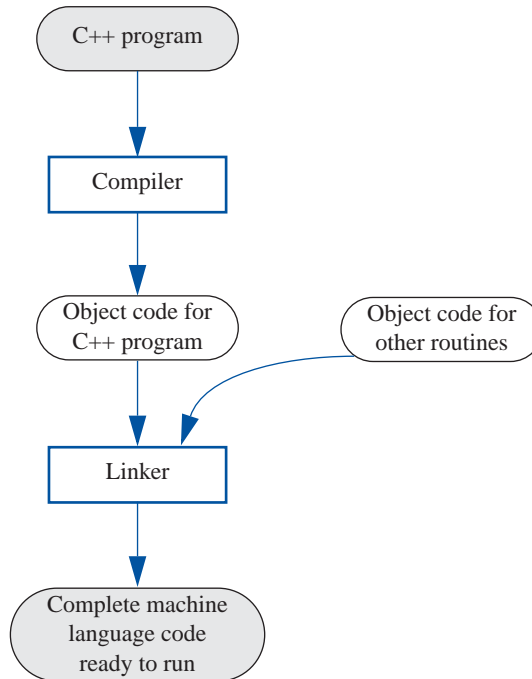 C++ program
Compiler
Object code for
C++ program
Object code for
other routines
Linker
Complete machine
language code
ready to run